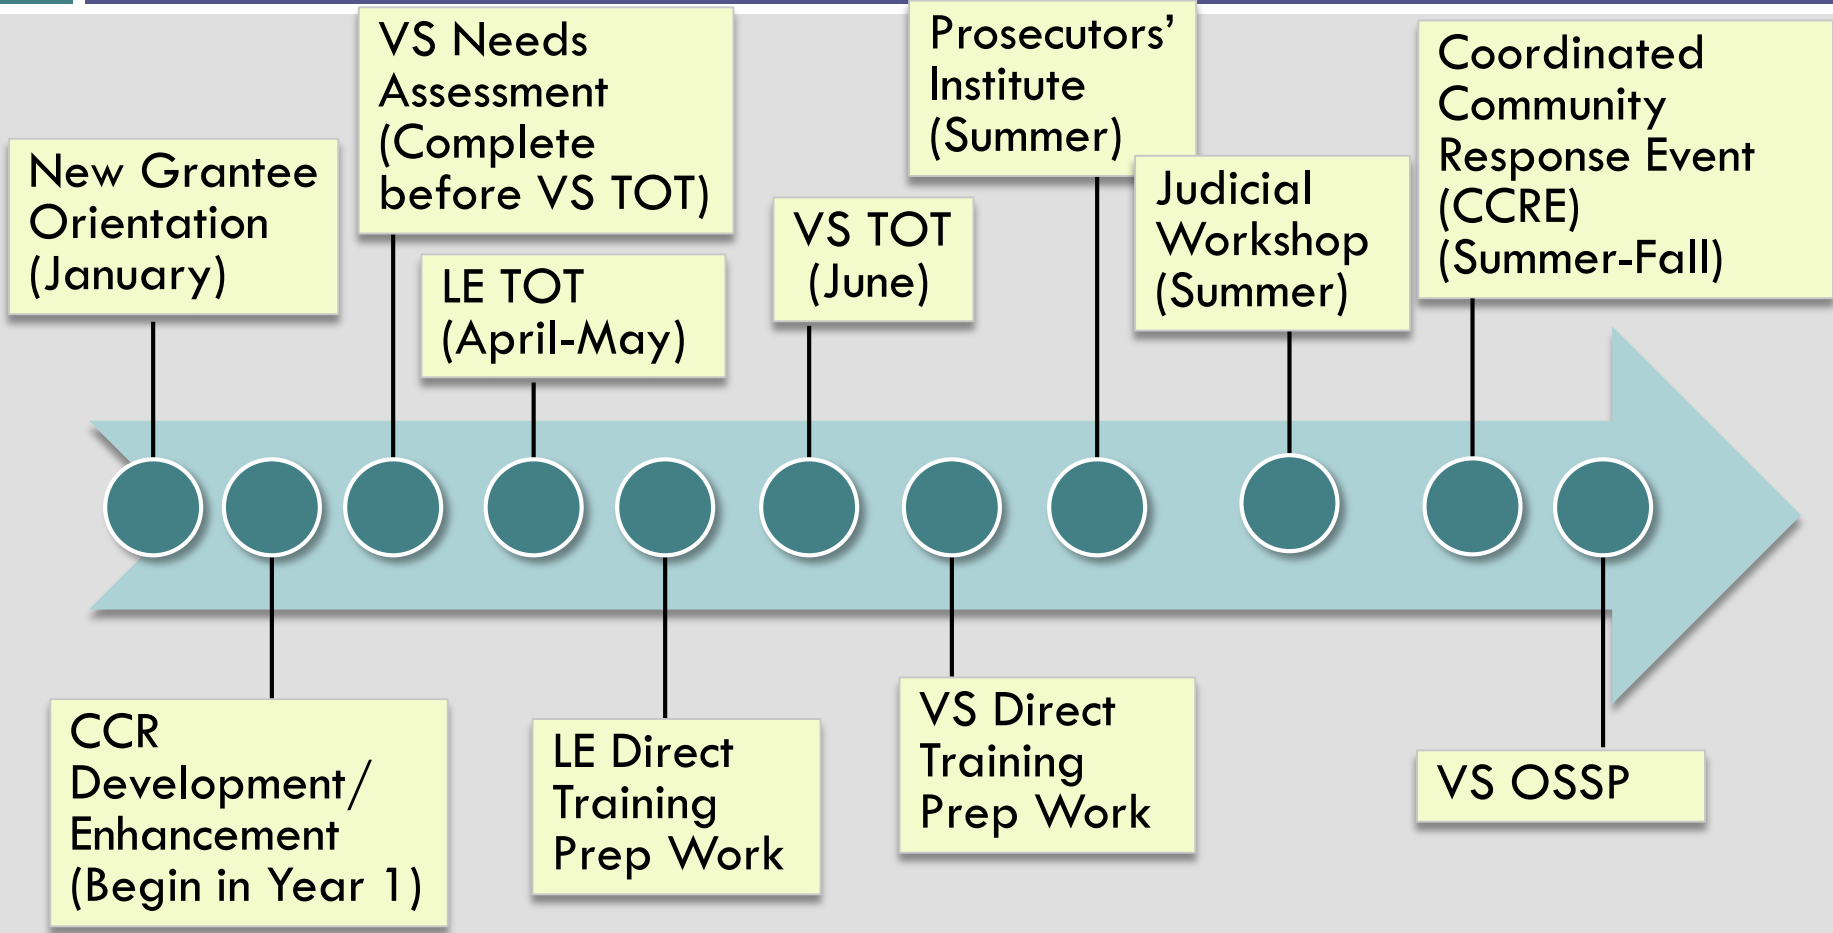 New Grantee
Orientation
(January)
CCR
Development/
Enhancement
(Begin in Year 1)
VS Needs
Assessment
(Complete
before VS TOT)
LE TOT
(April-May)
LE Direct
Training
Prep Work
VS TOT
(June)
VS Direct
Training
Prep Work
Prosecutors’
Institute
(Summer)
Judicial
Workshop
(Summer)
Coordinated
Community
Response Event
(CCRE)
(Summer-Fall)
VS OSSP